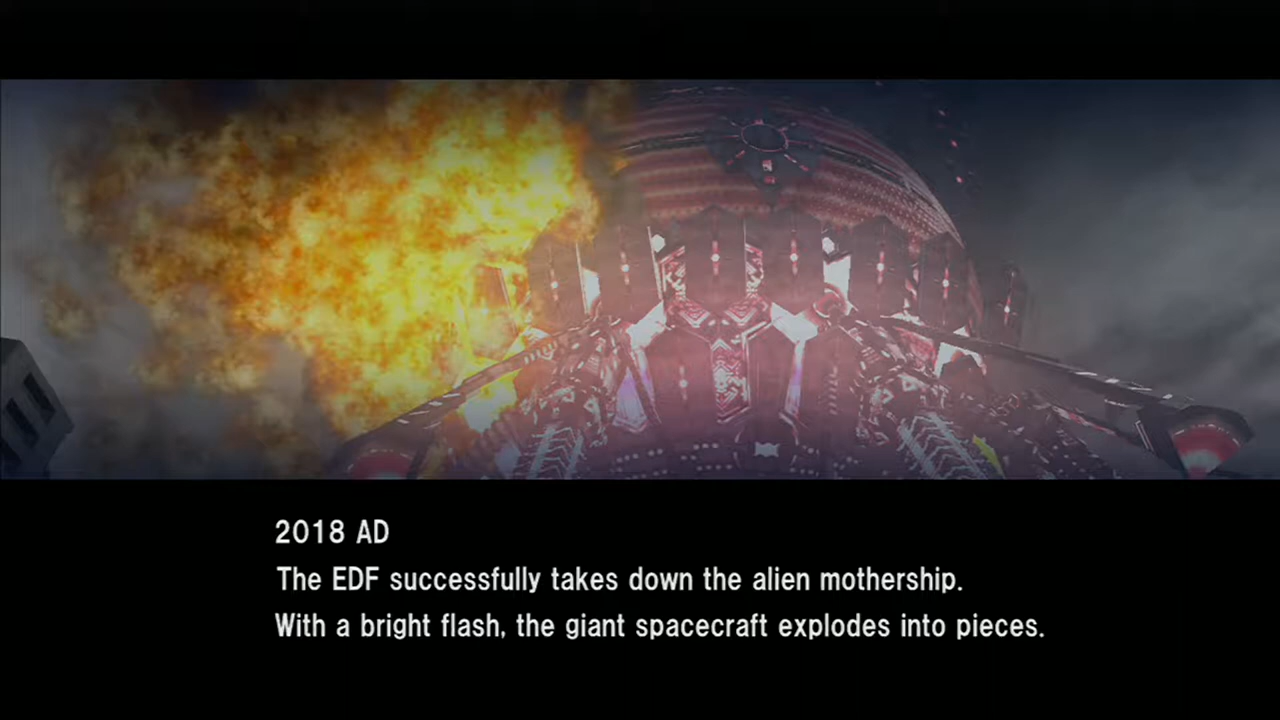 2018 AD
The EDF successfully takes down the alien mothership.
With a bright flash, the giant spacecraft explodes into pieces.